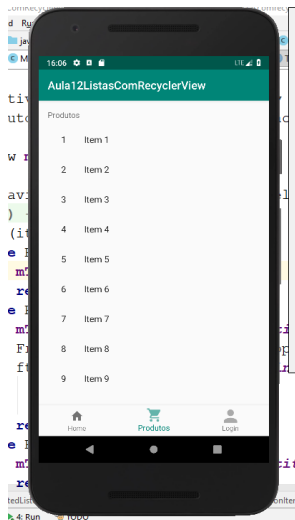 16:06 LTE
Aula12ListasComRecyclerView
Produtos
1 Item 1
2 Item 2
3 Item 3
4 Item 4
5 Item 5
6 Item 6
7 Item 7
8 Item 8
9 Item 9
Home Produtos Login
4: Run TODO